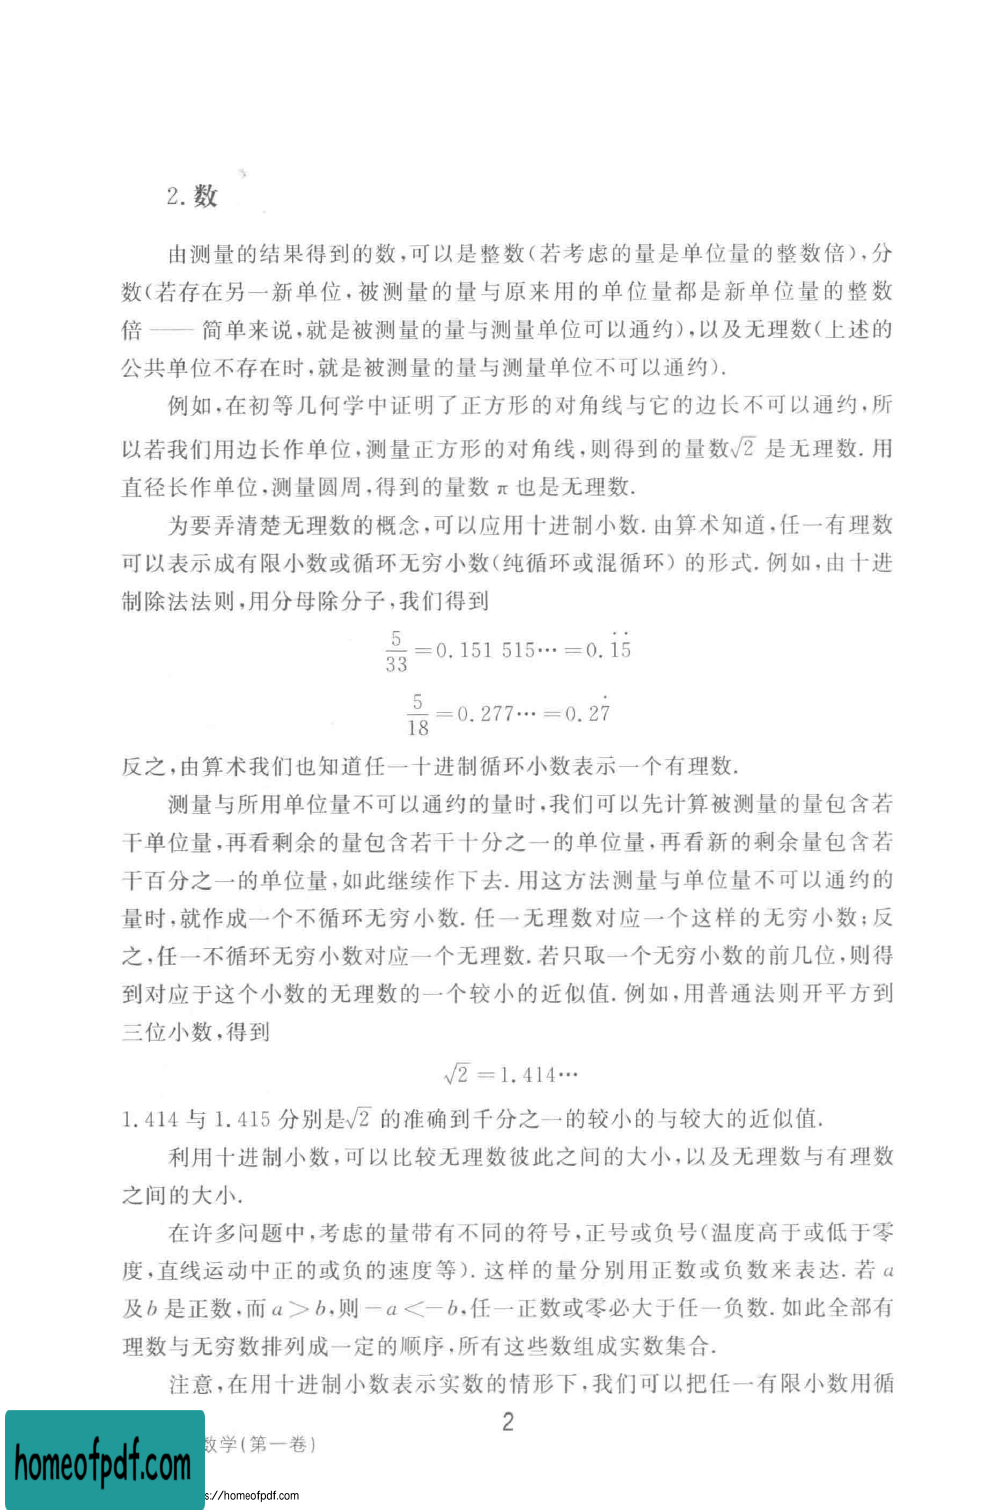 2. 数
由测量的结果得到的数,可以是整数(若考虑的量是单位量的整数倍),分
数(若存在另一新单位,被测量的量与原来用的单位量都是新单位量的整数
倍——简单来说,就是被测量的量与测量单位可以通约),以及无理数(上述的
公共单位不存在时,就是被测量的量与测量单位不可以通约).
例如,在初等几何学中证明了正方形的对角线与它的边长不可以通约,所
以若我们用边长作单位,测量正方形的对角线,则得到的量数√2 是无理数. 用
直径长作单位,测量圆周,得到的量数 π 也是无理数.
为要弄清楚无理数的概念,可以应用十进制小数. 由算术知道,任一有理数
可以表示成有限小数或循环无穷小数(纯循环或混循环) 的形式. 例如,由十进
制除法法则,用分母除分子,我们得到
5/33=0.151 515…=0.1̇5̇
5/18=0.277…=0.27̇
反之,由算术我们也知道任一十进制循环小数表示一个有理数.
测量与所用单位量不可以通约的量时,我们可以先计算被测量的量包含若
干单位量,再看剩余的量包含若干十分之一的单位量,再看新的剩余量包含若
干百分之一的单位量,如此继续作下去. 用这方法测量与单位量不可以通约的
量时,就作成一个不循环无穷小数. 任一无理数对应一个这样的无穷小数;反
之,任一不循环无穷小数对应一个无理数. 若只取一个无穷小数的前几位,则得
到对应于这个小数的无理数的一个较小的近似值. 例如,用普通法则开平方到
三位小数,得到
√2 =1.414…
1.414 与 1.415 分别是√2 的准确到千分之一的较小的与较大的近似值.
利用十进制小数,可以比较无理数彼此之间的大小,以及无理数与有理数
之间的大小.
在许多问题中,考虑的量带有不同的符号,正号或负号(温度高于或低于零
度,直线运动中正的或负的速度等). 这样的量分别用正数或负数来表达. 若 a
及 b 是正数,而 a>b,则 -a<-b,任一正数或零必大于任一负数. 如此全部有
理数与无穷数排列成一定的顺序,所有这些数组成实数集合.
注意,在用十进制小数表示实数的情形下,我们可以把任一有限小数用循
2
数学(第一卷)
homeofpdf.com
s://homeofpdf.com